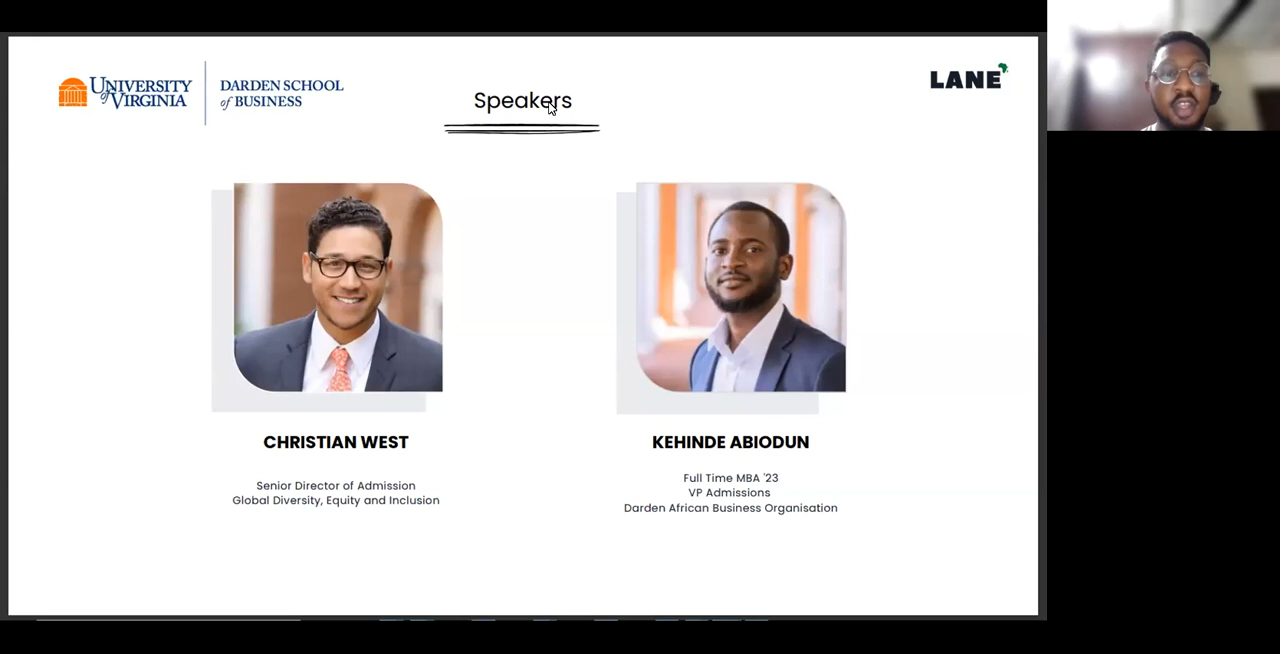 UNIVERSITY
of VIRGINIA
DARDEN SCHOOL
of BUSINESS
Speakers
LANE
CHRISTIAN WEST
Senior Director of Admission
Global Diversity, Equity and Inclusion
KEHINDE ABIODUN
Full Time MBA '23
VP Admissions
Darden African Business Organisation